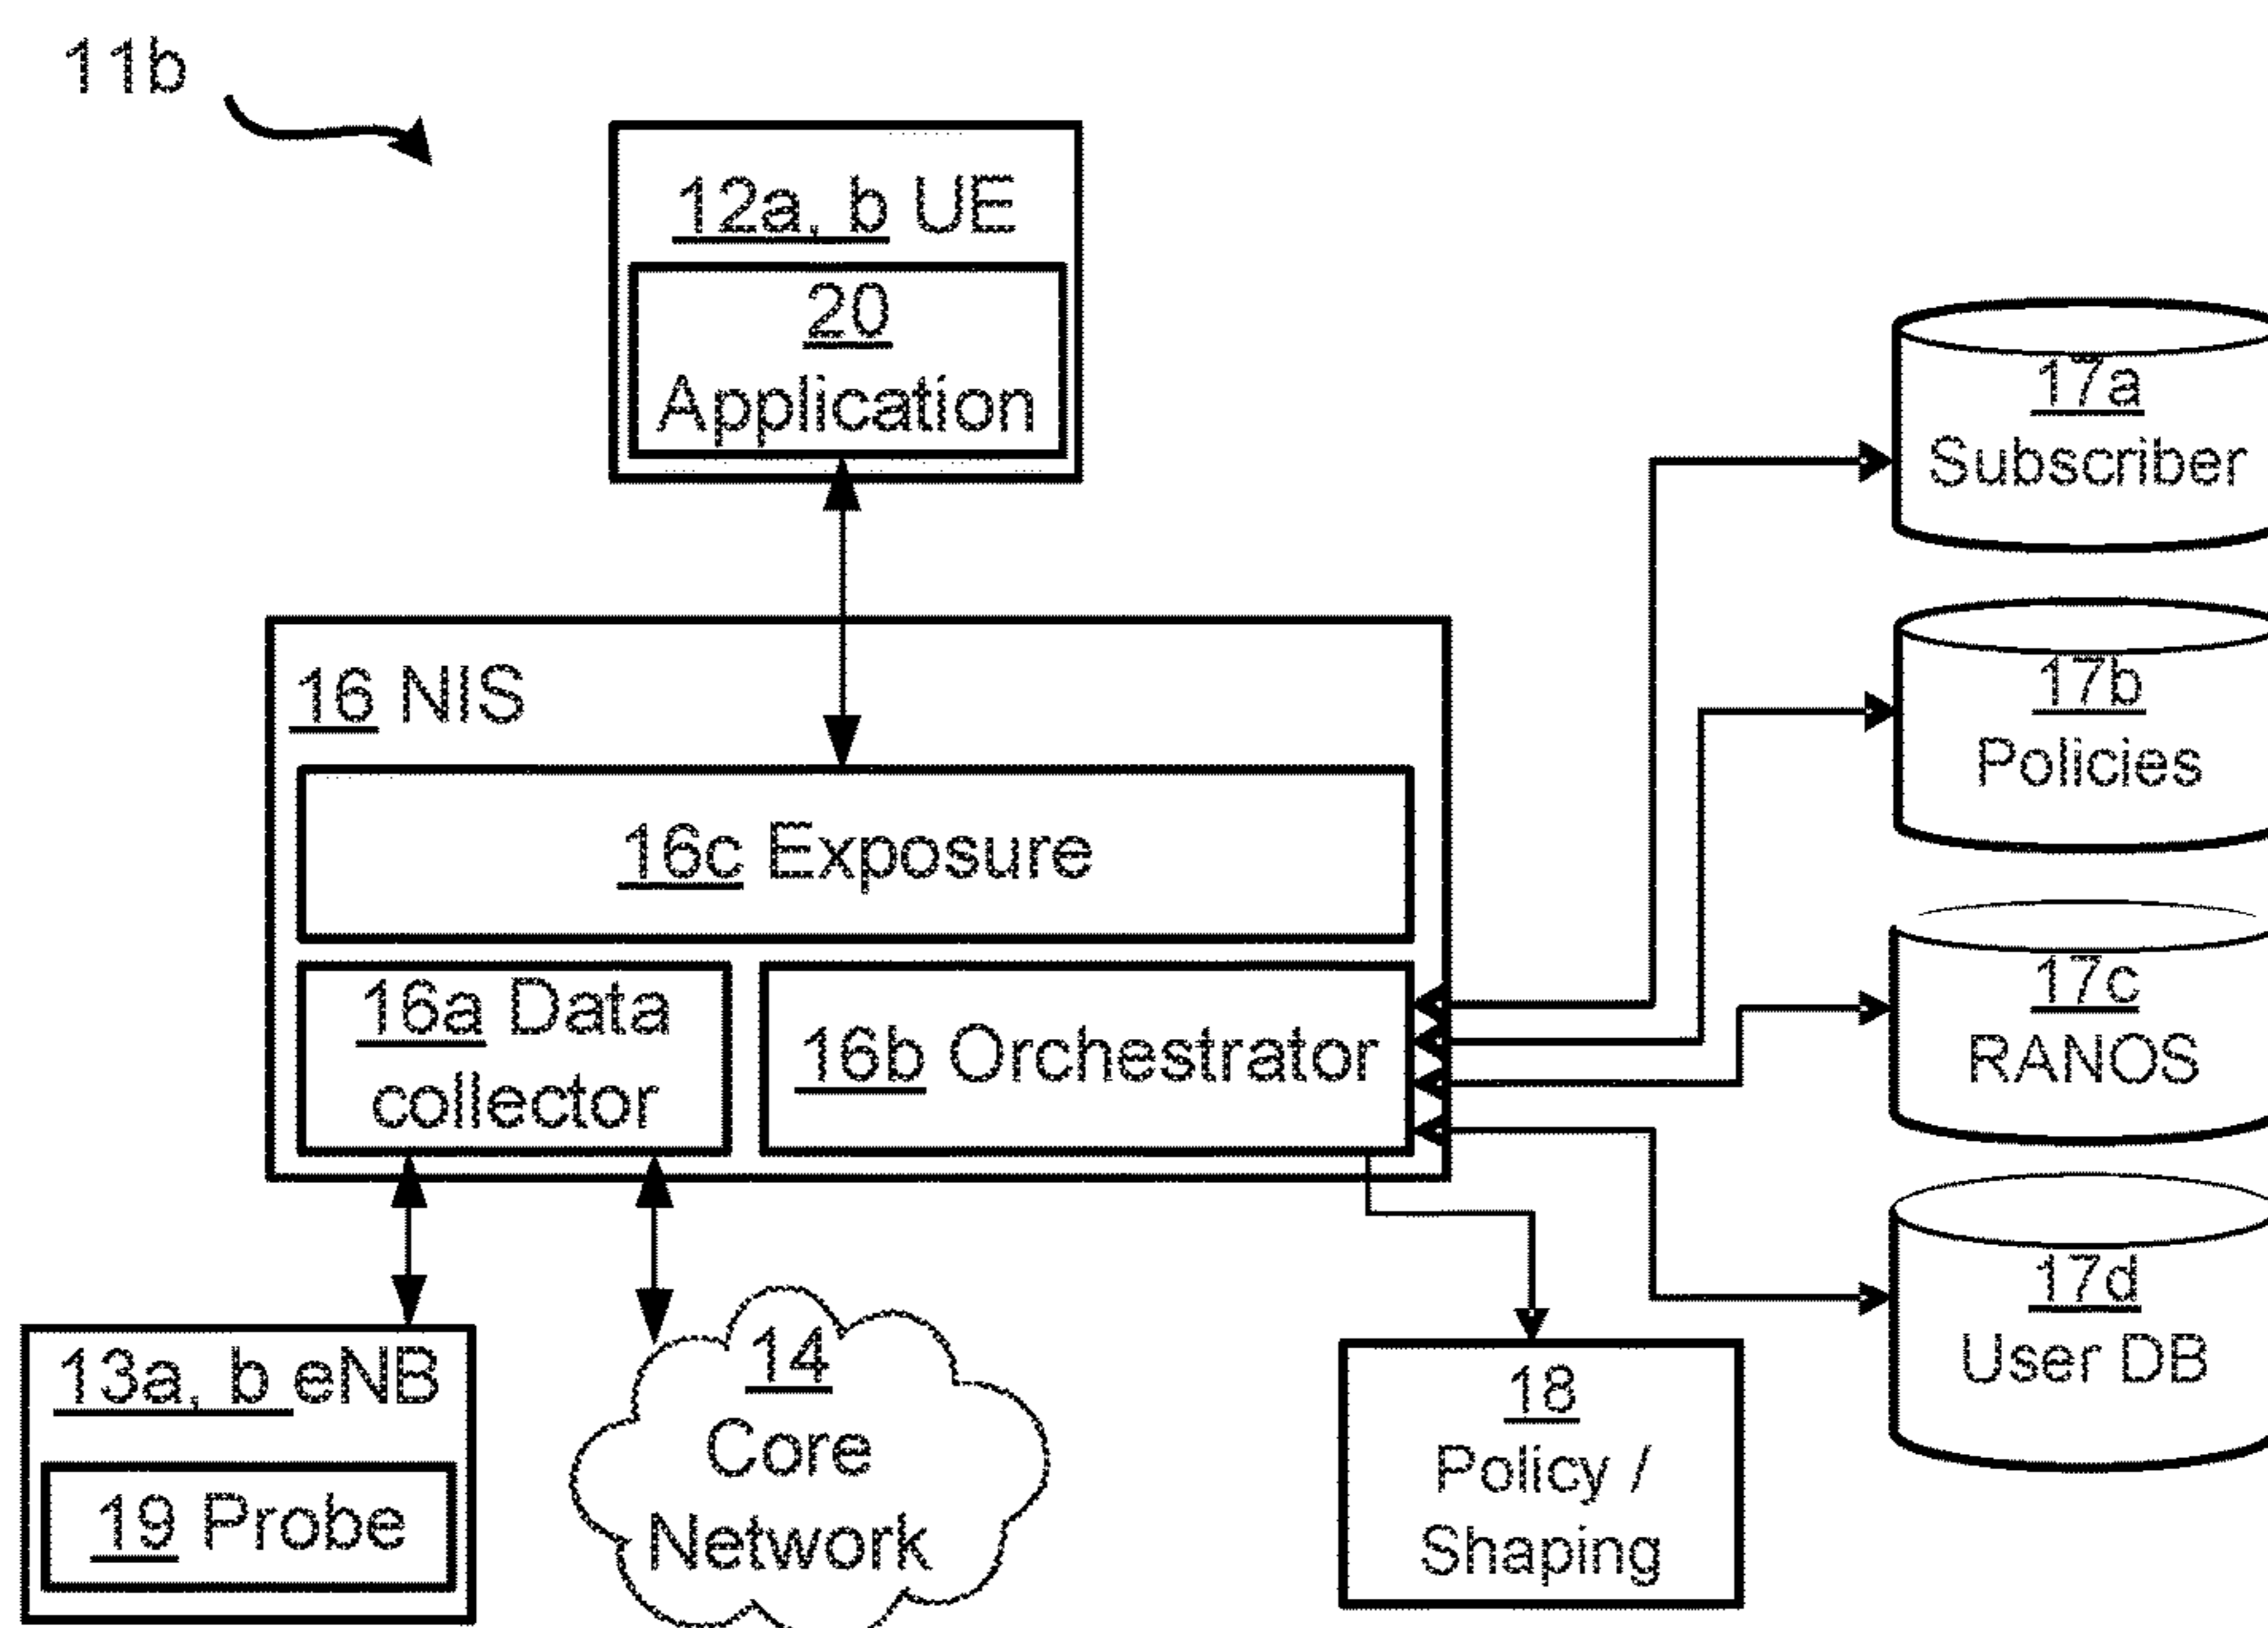 11b
12a, b UE
20
Application
16 NIS
16c Exposure
16a Data
collector
16b Orchestrator
17a
Subscriber
17b
Policies
17c
RANOS
17d
User DB
13a, b eNB
19 Probe
14
Core
Network
18
Policy /
Shaping